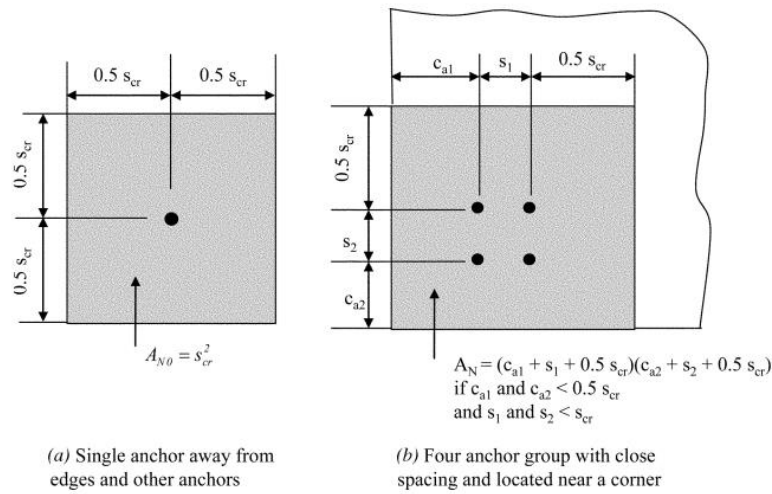 0.5 s_cr
0.5 s_cr
0.5 s_cr
0.5 s_cr
A_N0 = s_cr^2
(a) Single anchor away from
edges and other anchors
c_a1
s_1
0.5 s_cr
0.5 s_cr
s_2
c_a2
A_N = (c_a1 + s_1 + 0.5 s_cr)(c_a2 + s_2 + 0.5 s_cr)
if c_a1 and c_a2 < 0.5 s_cr
and s_1 and s_2 < s_cr
(b) Four anchor group with close
spacing and located near a corner